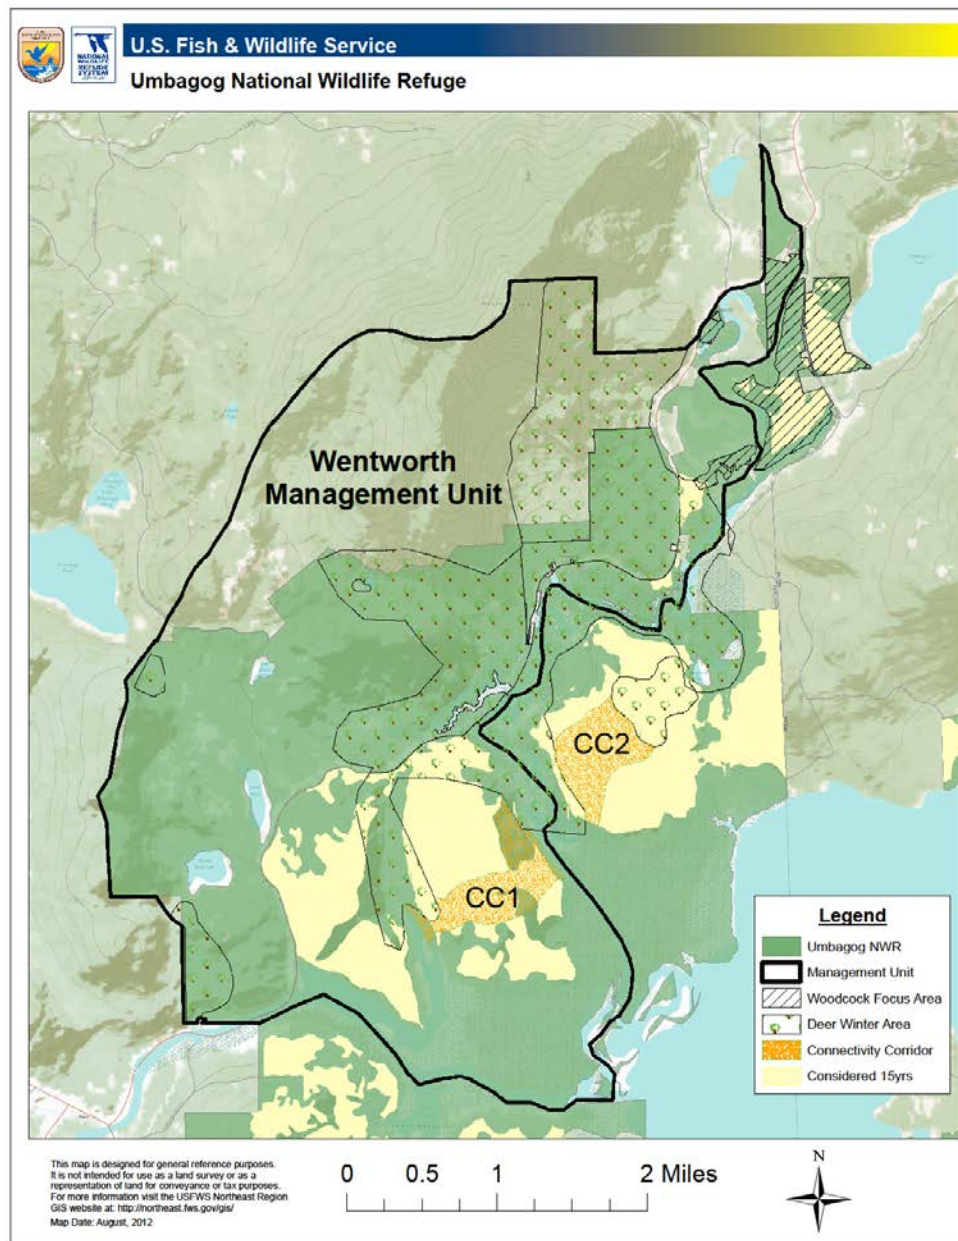 NATIONAL
WILDLIFE
REFUGE
SYSTEM
U.S. Fish & Wildlife Service
Umbagog National Wildlife Refuge
Wentworth
Management Unit
CC2
CC1
Legend
Umbagog NWR
Management Unit
Woodcock Focus Area
Deer Winter Area
Connectivity Corridor
Considered 15yrs
This map is designed for general reference purposes.
It is not intended for use as a land survey or as a
representation of land for conveyance or tax purposes.
For more information visit the USFWS Northeast Region
GIS website at: http://northeast.fws.gov/gis/
Map Date: August, 2012
0 0.5 1 2 Miles
N